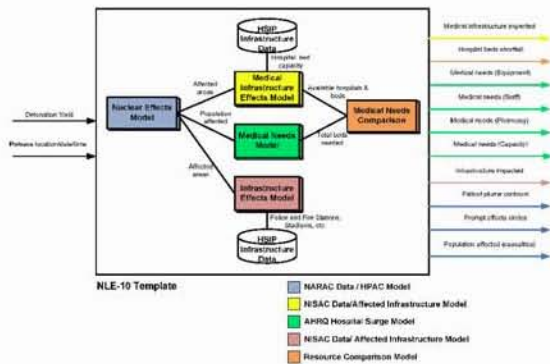 HSIP
Infrastructure
Data
Hospital bed
capacity
Medical
Infrastructure
Effects Model
Affected
areas
Available hospitals &
beds
Nuclear Effects
Model
Population
affected
Medical Needs
Model
Medical Needs
Comparison
Total beds
needed
Affected
areas
Infrastructure
Effects Model
Police and Fire Stations,
Stadiums, etc
HSIP
Infrastructure
Data
Detonation Yield
Release location/date/time
Medical infrastructure impacted
Hospital beds shortfall
Medical needs (Equipment)
Medical needs (Staff)
Medical needs (Pharmacy)
Medical needs (Capacity)
Infrastructure impacted
Fallout plume contours
Prompt effects circles
Population affected (casualties)
NLE-10 Template
NARAC Data / HPAC Model
NISAC Data/Affected Infrastructure Model
AHRQ Hospital Surge Model
NISAC Data/ Affected Infrastructure Model
Resource Comparison Model